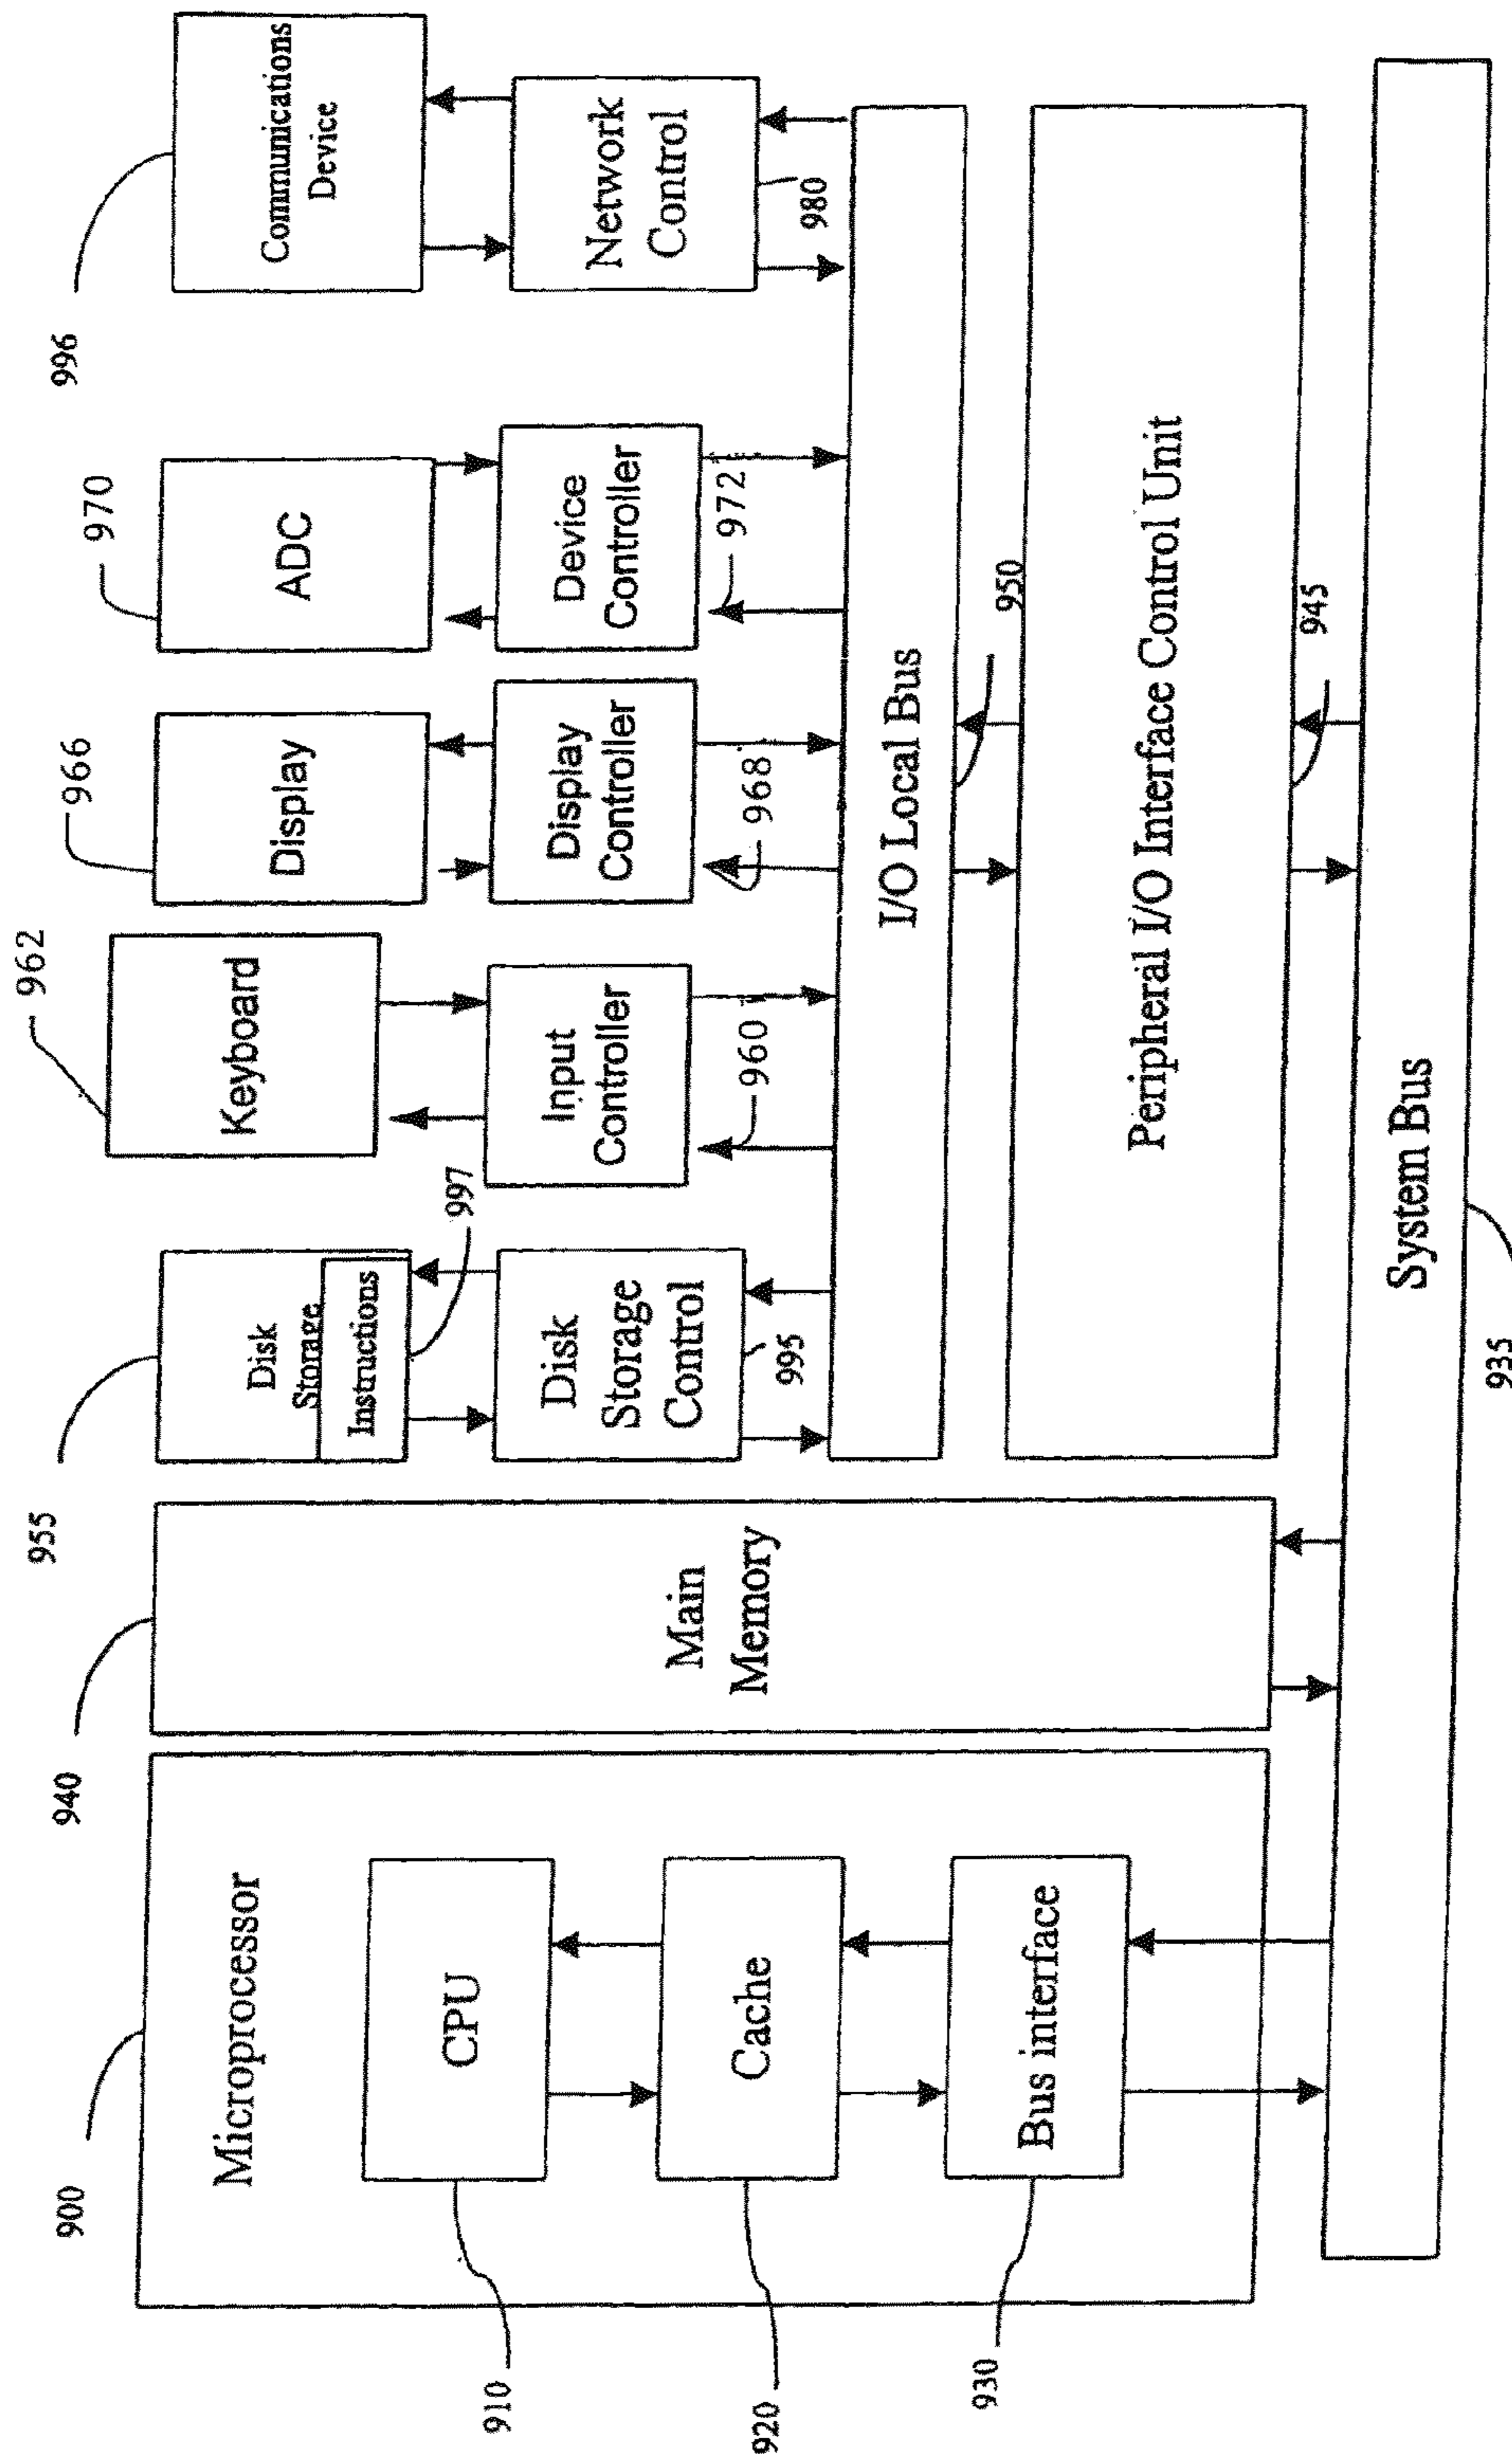 900
Microprocessor
CPU
910
Cache
920
Bus interface
930
940
Main
Memory
955
Disk
Storage
Instructions
997
Disk
Storage
Control
995
962
Keyboard
Input
Controller
960
966
Display
Display
Controller
968
970
ADC
Device
Controller
972
996
Communications
Device
Network
Control
980
I/O Local Bus
950
Peripheral I/O Interface Control Unit
945
System Bus
935